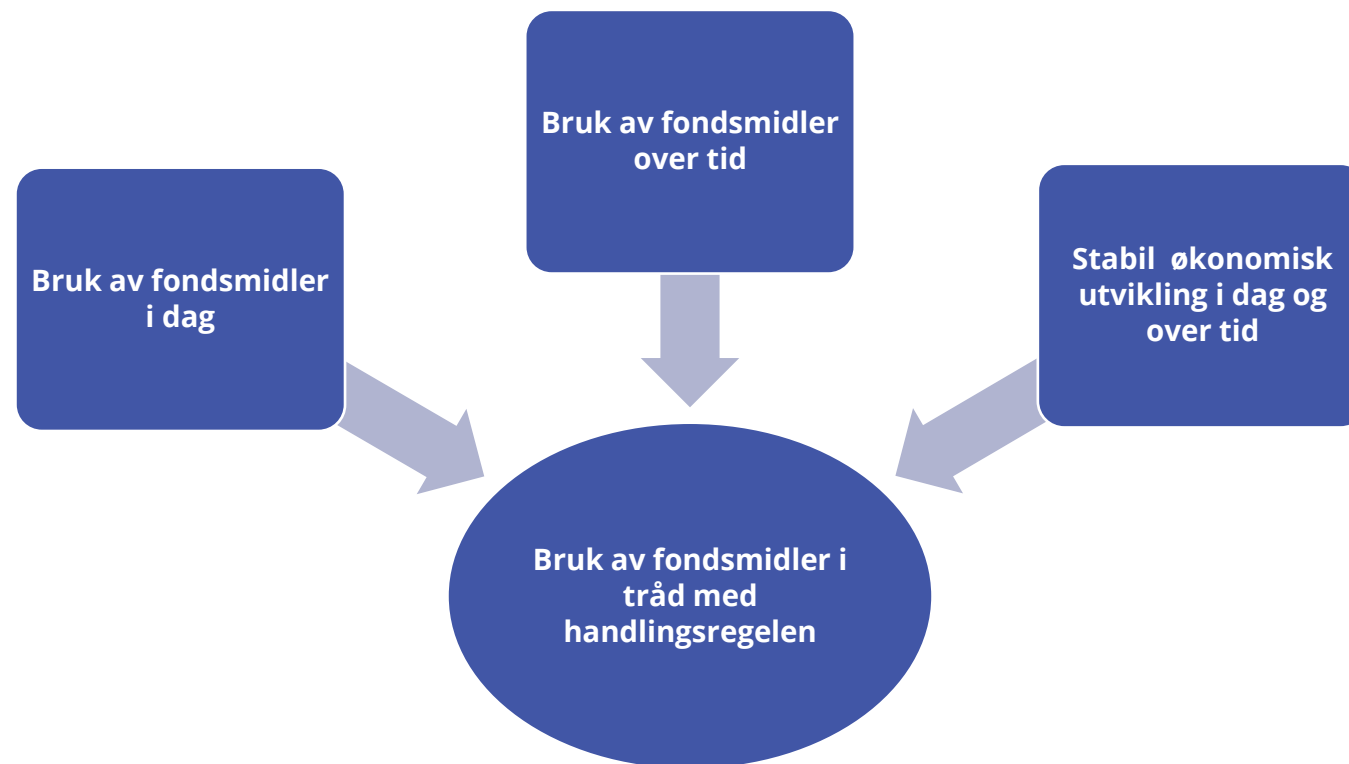 Bruk av fondsmidler
over tid
Bruk av fondsmidler
i dag
Stabil  økonomisk
utvikling i dag og
over tid
Bruk av fondsmidler i
tråd med
handlingsregelen